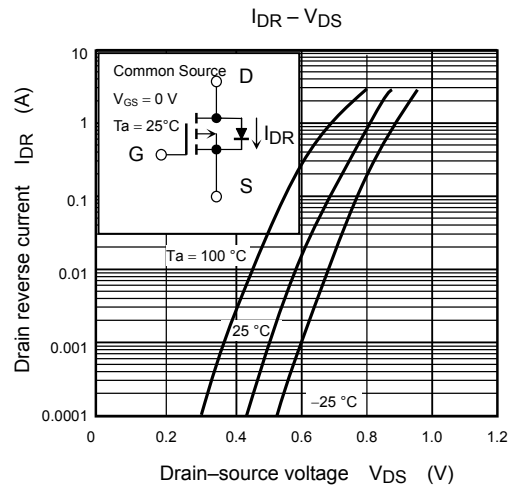 IDR – VDS
Drain reverse current IDR (A)
10
1
0.1
0.01
0.001
0.0001
Common Source
VGS = 0 V
Ta = 25°C
D
IDR
G
S
Ta = 100 °C
25 °C
−25 °C
0
0.2
0.4
0.6
0.8
1.0
1.2
Drain–source voltage VDS (V)